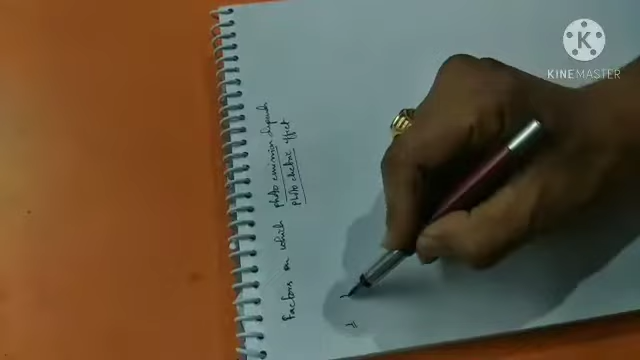 Factors on which photo emission depends
photo electric effect
K
KINEMASTER